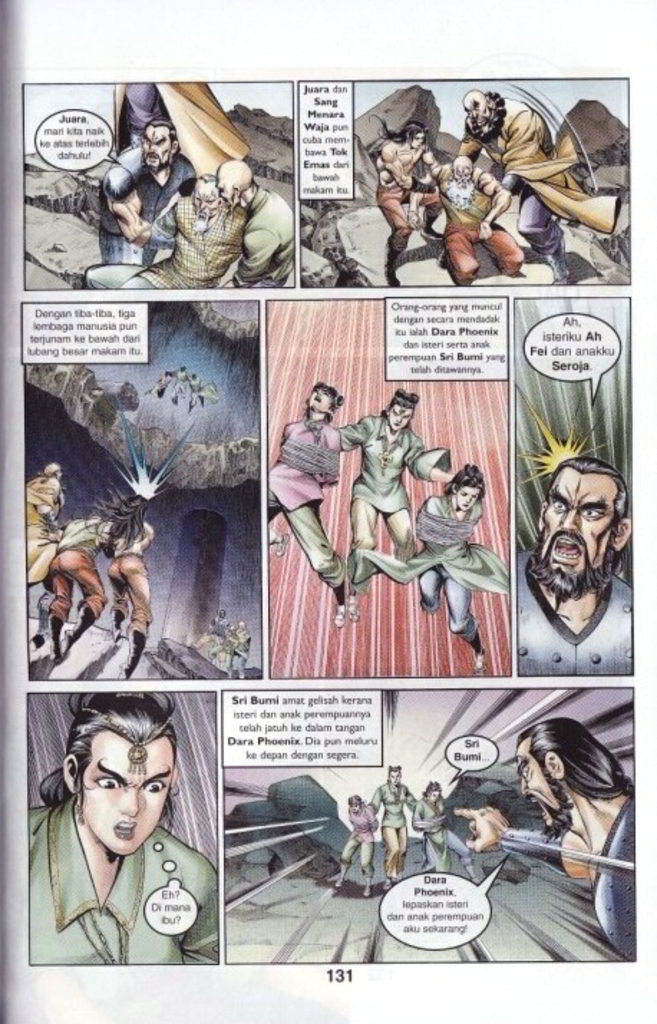 Juara,
mari kita naik
ke atas terlebih
dahulu!
Juara dan
Sang
Menara
Waja pun
cuba mem-
bawa Tok
Emas dari
bawah
makam itu.
Dengan tiba-tiba, tiga
lembaga manusia pun
terjunam ke bawah dari
lubang besar makam itu.
Orang-orang yang muncul
dengan secara mendadak
itu ialah Dara Phoenix
dan isteri serta anak
perempuan Sri Bumi yang
telah ditawannya.
Ah,
isteriku Ah
Fei dan anakku
Seroja.
Eh?
Di mana
ibu?
Sri Bumi amat gelisah kerana
isteri dan anak perempuannya
telah jatuh ke dalam tangan
Dara Phoenix. Dia pun meluru
ke depan dengan segera.
Sri
Bumi...
Dara
Phoenix,
lepaskan isteri
dan anak perempuan
aku sekarang!
131